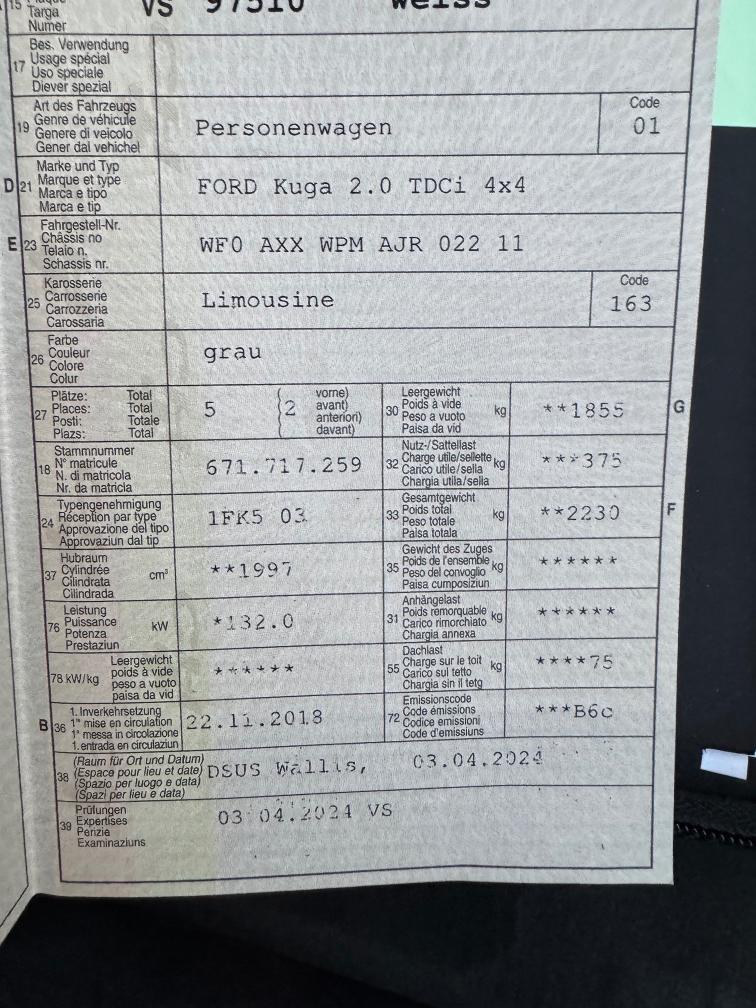 15
Targa
Numer
VS 97510 weiss
17
Bes. Verwendung
Usage spécial
Uso speciale
Diever spezial
19
Art des Fahrzeugs
Genre de véhicule
Genere di veicolo
Gener dal vehichel
Personenwagen
Code
01
D 21
Marke und Typ
Marque et type
Marca e tipo
Marca e tip
FORD Kuga 2.0 TDCi 4x4
E 23
Fahrgestell-Nr.
Châssis no
Telaio n.
Schassis nr.
WF0 AXX WPM AJR 022 11
25
Karosserie
Carrosserie
Carrozzeria
Carossaria
Limousine
Code
163
26
Farbe
Couleur
Colore
Colur
grau
27
Plätze: Total
Places: Total
Posti: Totale
Plazs: Total
5 (2
vorne)
avant)
anteriori)
davant)
30
Leergewicht
Poids à vide
Peso a vuoto
Paisa da vid
kg
**1855
G
18
Stammnummer
N° matricule
N. di matricola
Nr. da matricla
671.717.259
32
Nutz-/Sattellast
Charge utile/sellette
Carico utile/sella
Chargia utila/sella
kg
***375
24
Typengenehmigung
Réception par type
Approvazione del tipo
Approvaziun dal tip
1FK5 03
33
Gesamtgewicht
Poids total
Peso totale
Paisa totala
kg
**2230
F
37
Hubraum
Cylindrée
Cilindrata
Cilindrada
cm³
**1997
35
Gewicht des Zuges
Poids de l'ensemble
Peso del convoglio
Paisa cumposiziun
kg
******
76
Leistung
Puissance
Potenza
Prestaziun
kW
*132.0
31
Anhängelast
Poids remorquable
Carico rimorchiato
Chargia annexa
kg
******
78 kW/kg
Leergewicht
poids à vide
peso a vuoto
paisa da vid
******
55
Dachlast
Charge sur le toit
Carico sul tetto
Chargia sin il tetg
kg
****75
B 36
1. Inverkehrsetzung
1re mise en circulation
1a messa in circolazione
1. entrada en circulaziun
22.11.2018
72
Emissionscode
Code émissions
Codice emissioni
Code d'emissiuns
***B6c
38
(Raum für Ort und Datum)
(Espace pour lieu et date)
(Spazio per luogo e data)
(Spazi per lieu e data)
DSUS Wallis, 03.04.2024
39
Prüfungen
Expertises
Perizie
Examinaziuns
03 04.2024 VS